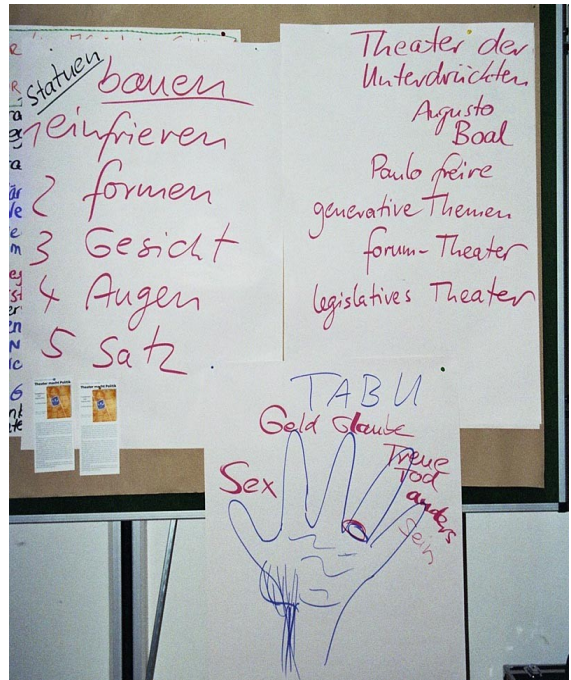 Statuen
bauen
1 einfrieren
2 formen
3 Gesicht
4 Augen
5 Satz
Theater der
Unterdrückten
Augusto
Boal
Paulo freire
generative Themen
forum-Theater
legislatives Theater
Theater macht Politik
Theater macht Politik
TABU
Geld Glaube
Treue
Tod
Sex
anders
Sein